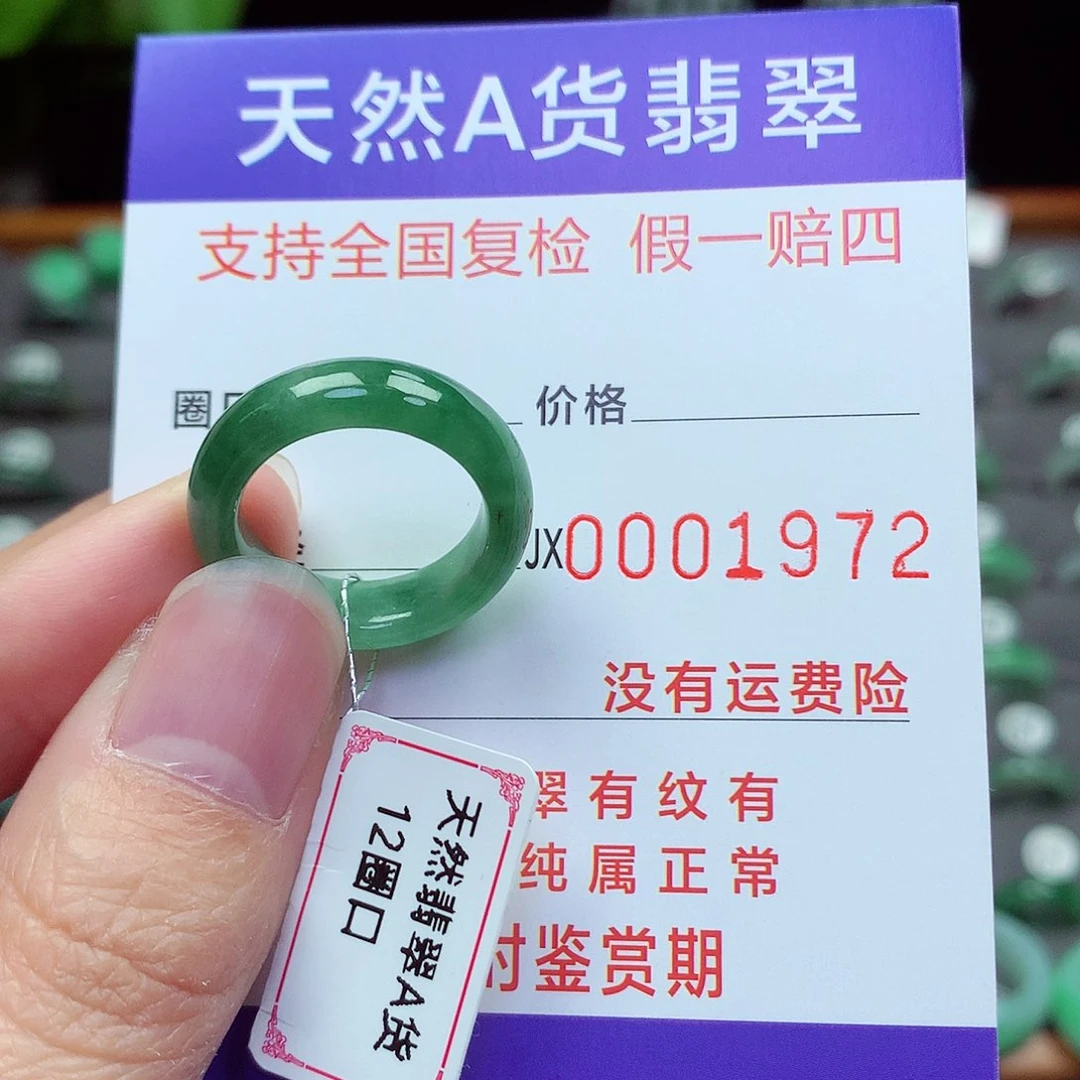 天然A货翡翠
支持全国复检 假一赔四
圈 价格
JX0001972
没有运费险
翠有纹有
纯属正常
时鉴赏期
天然翡翠A货
12圈口